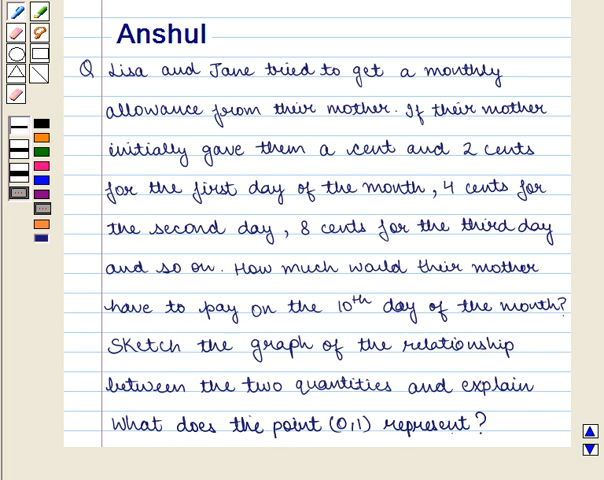 Anshul
Q Lisa and Jane tried to get a monthly
allowance from their mother. If their mother
initially gave them a cent and 2 cents
for the first day of the month, 4 cents for
the second day, 8 cents for the third day
and so on. How much would their mother
have to pay on the 10th day of the month?
Sketch the graph of the relationship
between the two quantities and explain
What does the point (0,1) represent?